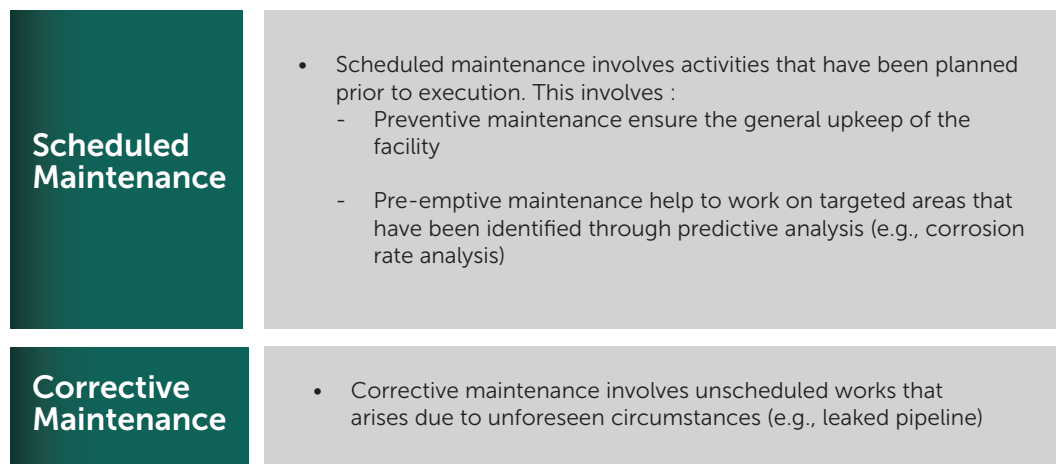 Scheduled
Maintenance
• Scheduled maintenance involves activities that have been planned
prior to execution. This involves :
- Preventive maintenance ensure the general upkeep of the
facility
- Pre-emptive maintenance help to work on targeted areas that
have been identified through predictive analysis (e.g., corrosion
rate analysis)
Corrective
Maintenance
• Corrective maintenance involves unscheduled works that
arises due to unforeseen circumstances (e.g., leaked pipeline)